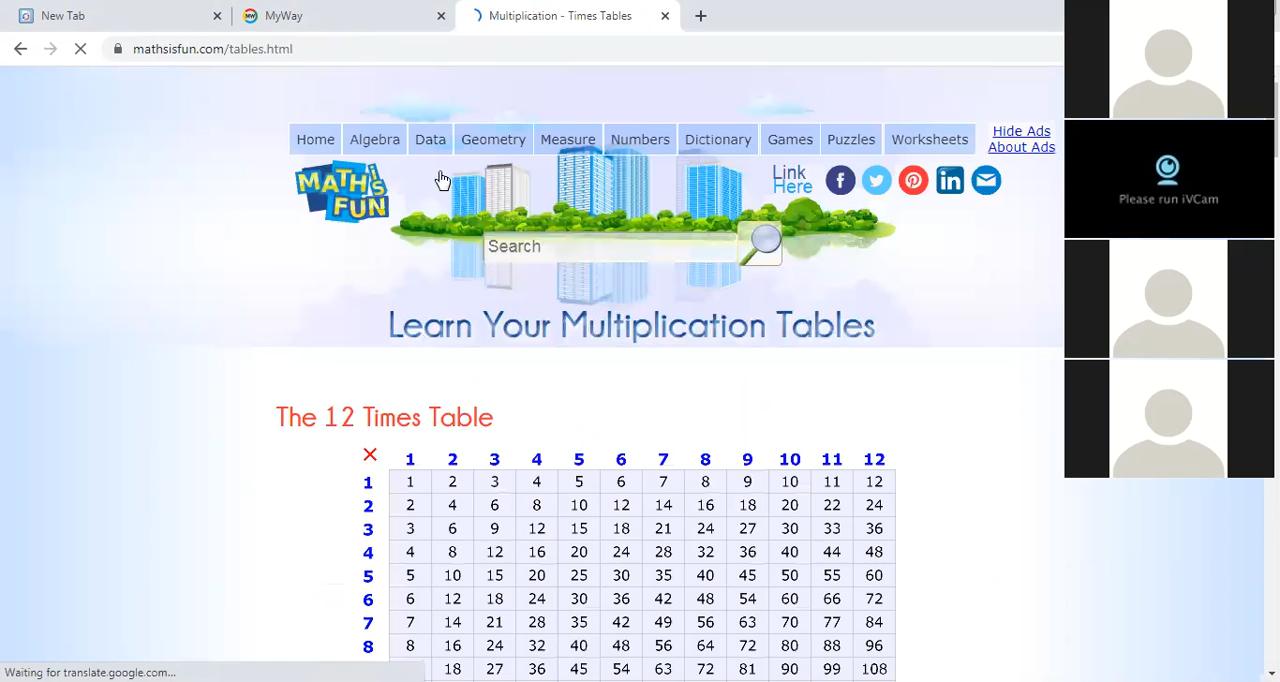 New Tab MyWay Multiplication - Times Tables
mathsisfun.com/tables.html
Home Algebra Data Geometry Measure Numbers Dictionary Games Puzzles Worksheets Hide Ads
About Ads
MATHS FUN Link Here
Search
Please run iVCam
Learn Your Multiplication Tables
The 12 Times Table
× 1 2 3 4 5 6 7 8 9 10 11 12
1 1 2 3 4 5 6 7 8 9 10 11 12
2 2 4 6 8 10 12 14 16 18 20 22 24
3 3 6 9 12 15 18 21 24 27 30 33 36
4 4 8 12 16 20 24 28 32 36 40 44 48
5 5 10 15 20 25 30 35 40 45 50 55 60
6 6 12 18 24 30 36 42 48 54 60 66 72
7 7 14 21 28 35 42 49 56 63 70 77 84
8 8 16 24 32 40 48 56 64 72 80 88 96
18 27 36 45 54 63 72 81 90 99 108
Waiting for translate.google.com...